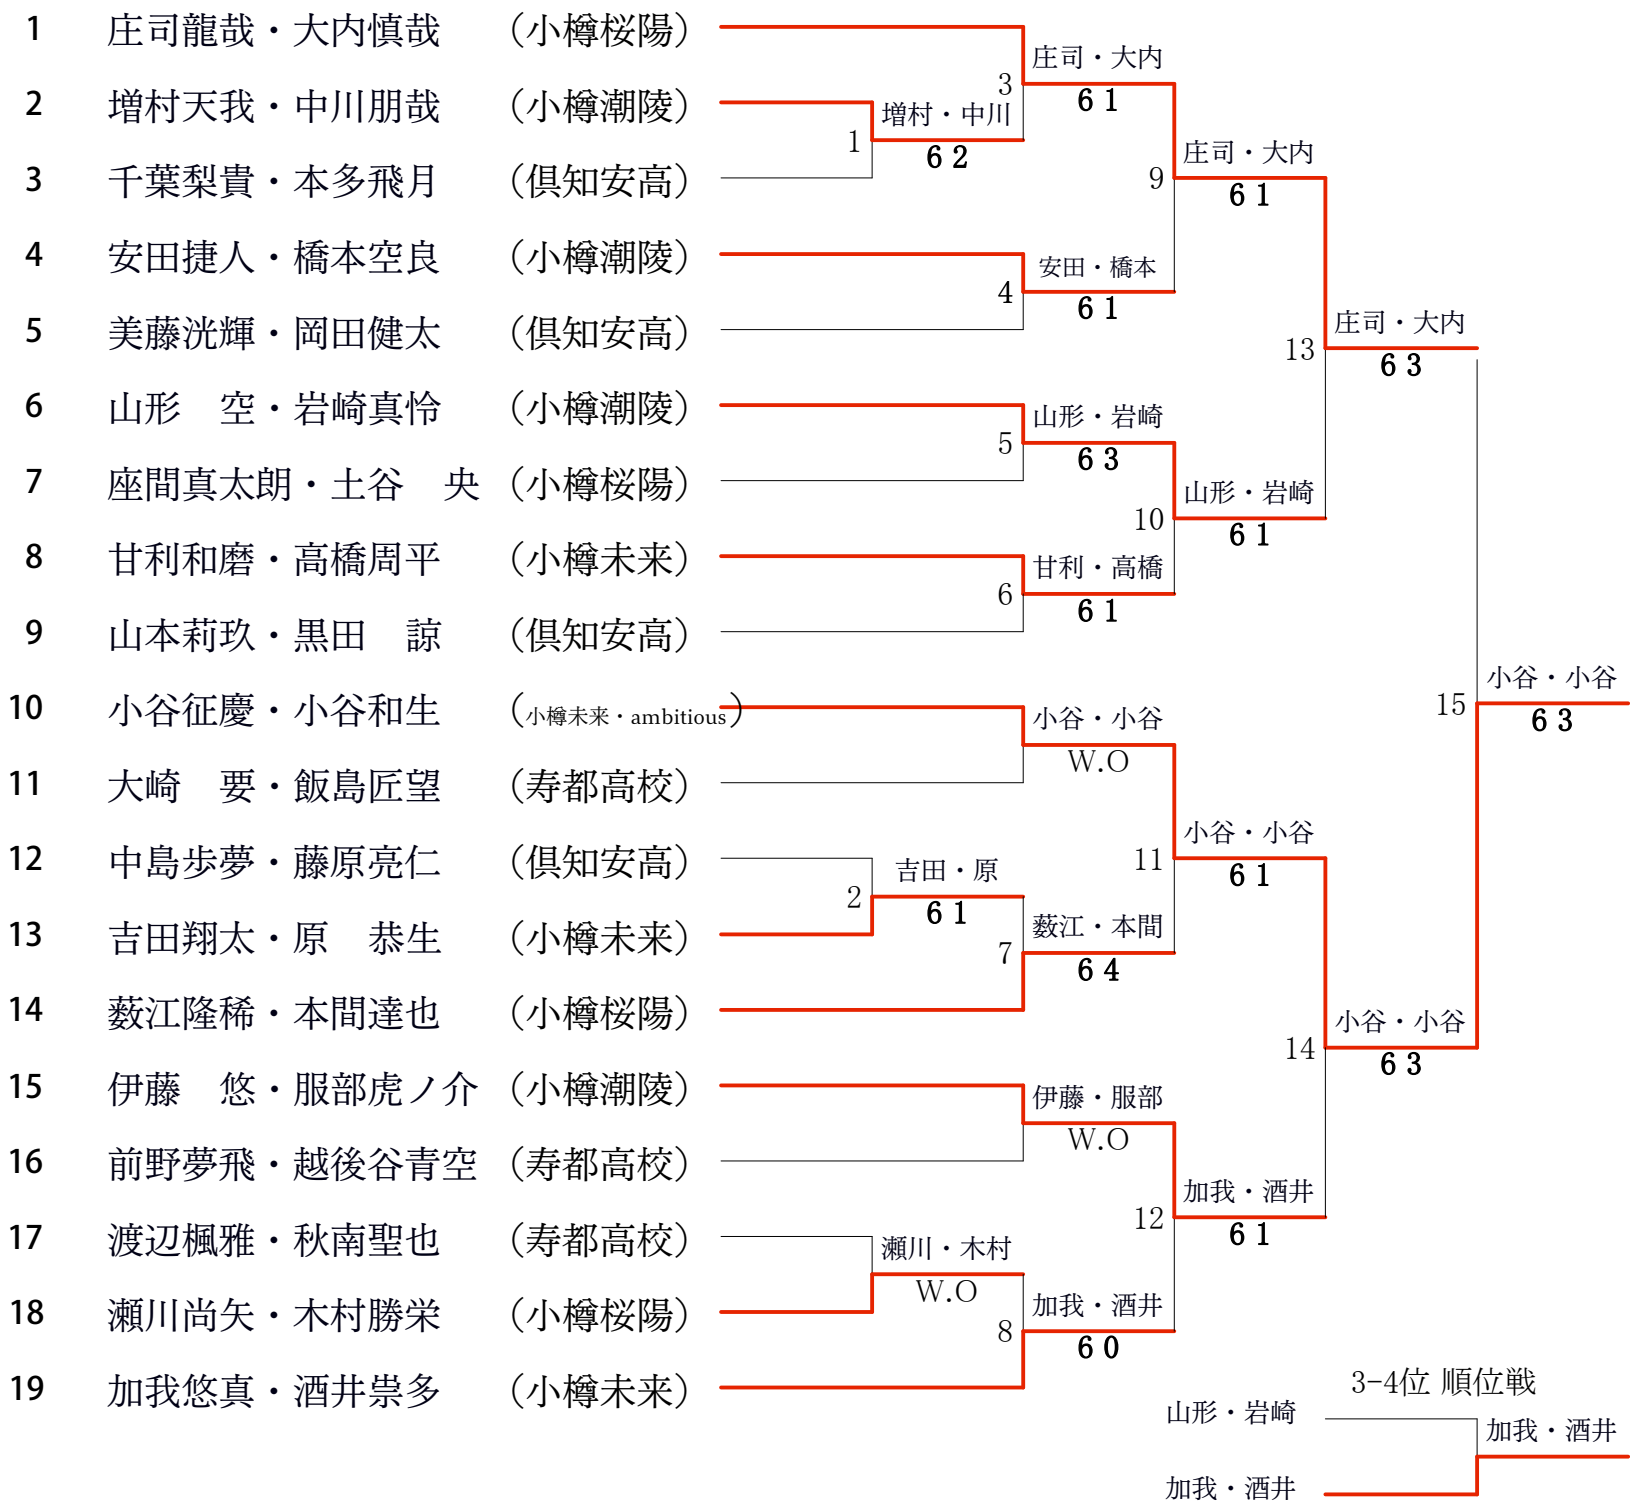 1 庄司龍哉・大内慎哉 （小樽桜陽）
2 増村天我・中川朋哉 （小樽潮陵）
3 千葉梨貴・本多飛月 （倶知安高）
4 安田捷人・橋本空良 （小樽潮陵）
5 美藤洸輝・岡田健太 （倶知安高）
6 山形　空・岩崎真怜 （小樽潮陵）
7 座間真太朗・土谷　央 （小樽桜陽）
8 甘利和磨・高橋周平 （小樽未来）
9 山本莉玖・黒田　諒 （倶知安高）
10 小谷征慶・小谷和生 （小樽未来・ambitious）
11 大崎　要・飯島匠望 （寿都高校）
12 中島歩夢・藤原亮仁 （倶知安高）
13 吉田翔太・原　恭生 （小樽未来）
14 薮江隆稀・本間達也 （小樽桜陽）
15 伊藤　悠・服部虎ノ介 （小樽潮陵）
16 前野夢飛・越後谷青空 （寿都高校）
17 渡辺楓雅・秋南聖也 （寿都高校）
18 瀬川尚矢・木村勝栄 （小樽桜陽）
19 加我悠真・酒井崇多 （小樽未来）
1 増村・中川
6 2
2 吉田・原
6 1
瀬川・木村
W.O
3 庄司・大内
6 1
4 安田・橋本
6 1
5 山形・岩崎
6 3
6 甘利・高橋
6 1
小谷・小谷
W.O
7 薮江・本間
6 4
伊藤・服部
W.O
8 加我・酒井
6 0
9 庄司・大内
6 1
10 山形・岩崎
6 1
11 小谷・小谷
6 1
12 加我・酒井
6 1
13 庄司・大内
6 3
14 小谷・小谷
6 3
15 小谷・小谷
6 3
3-4位 順位戦
山形・岩崎
加我・酒井
加我・酒井